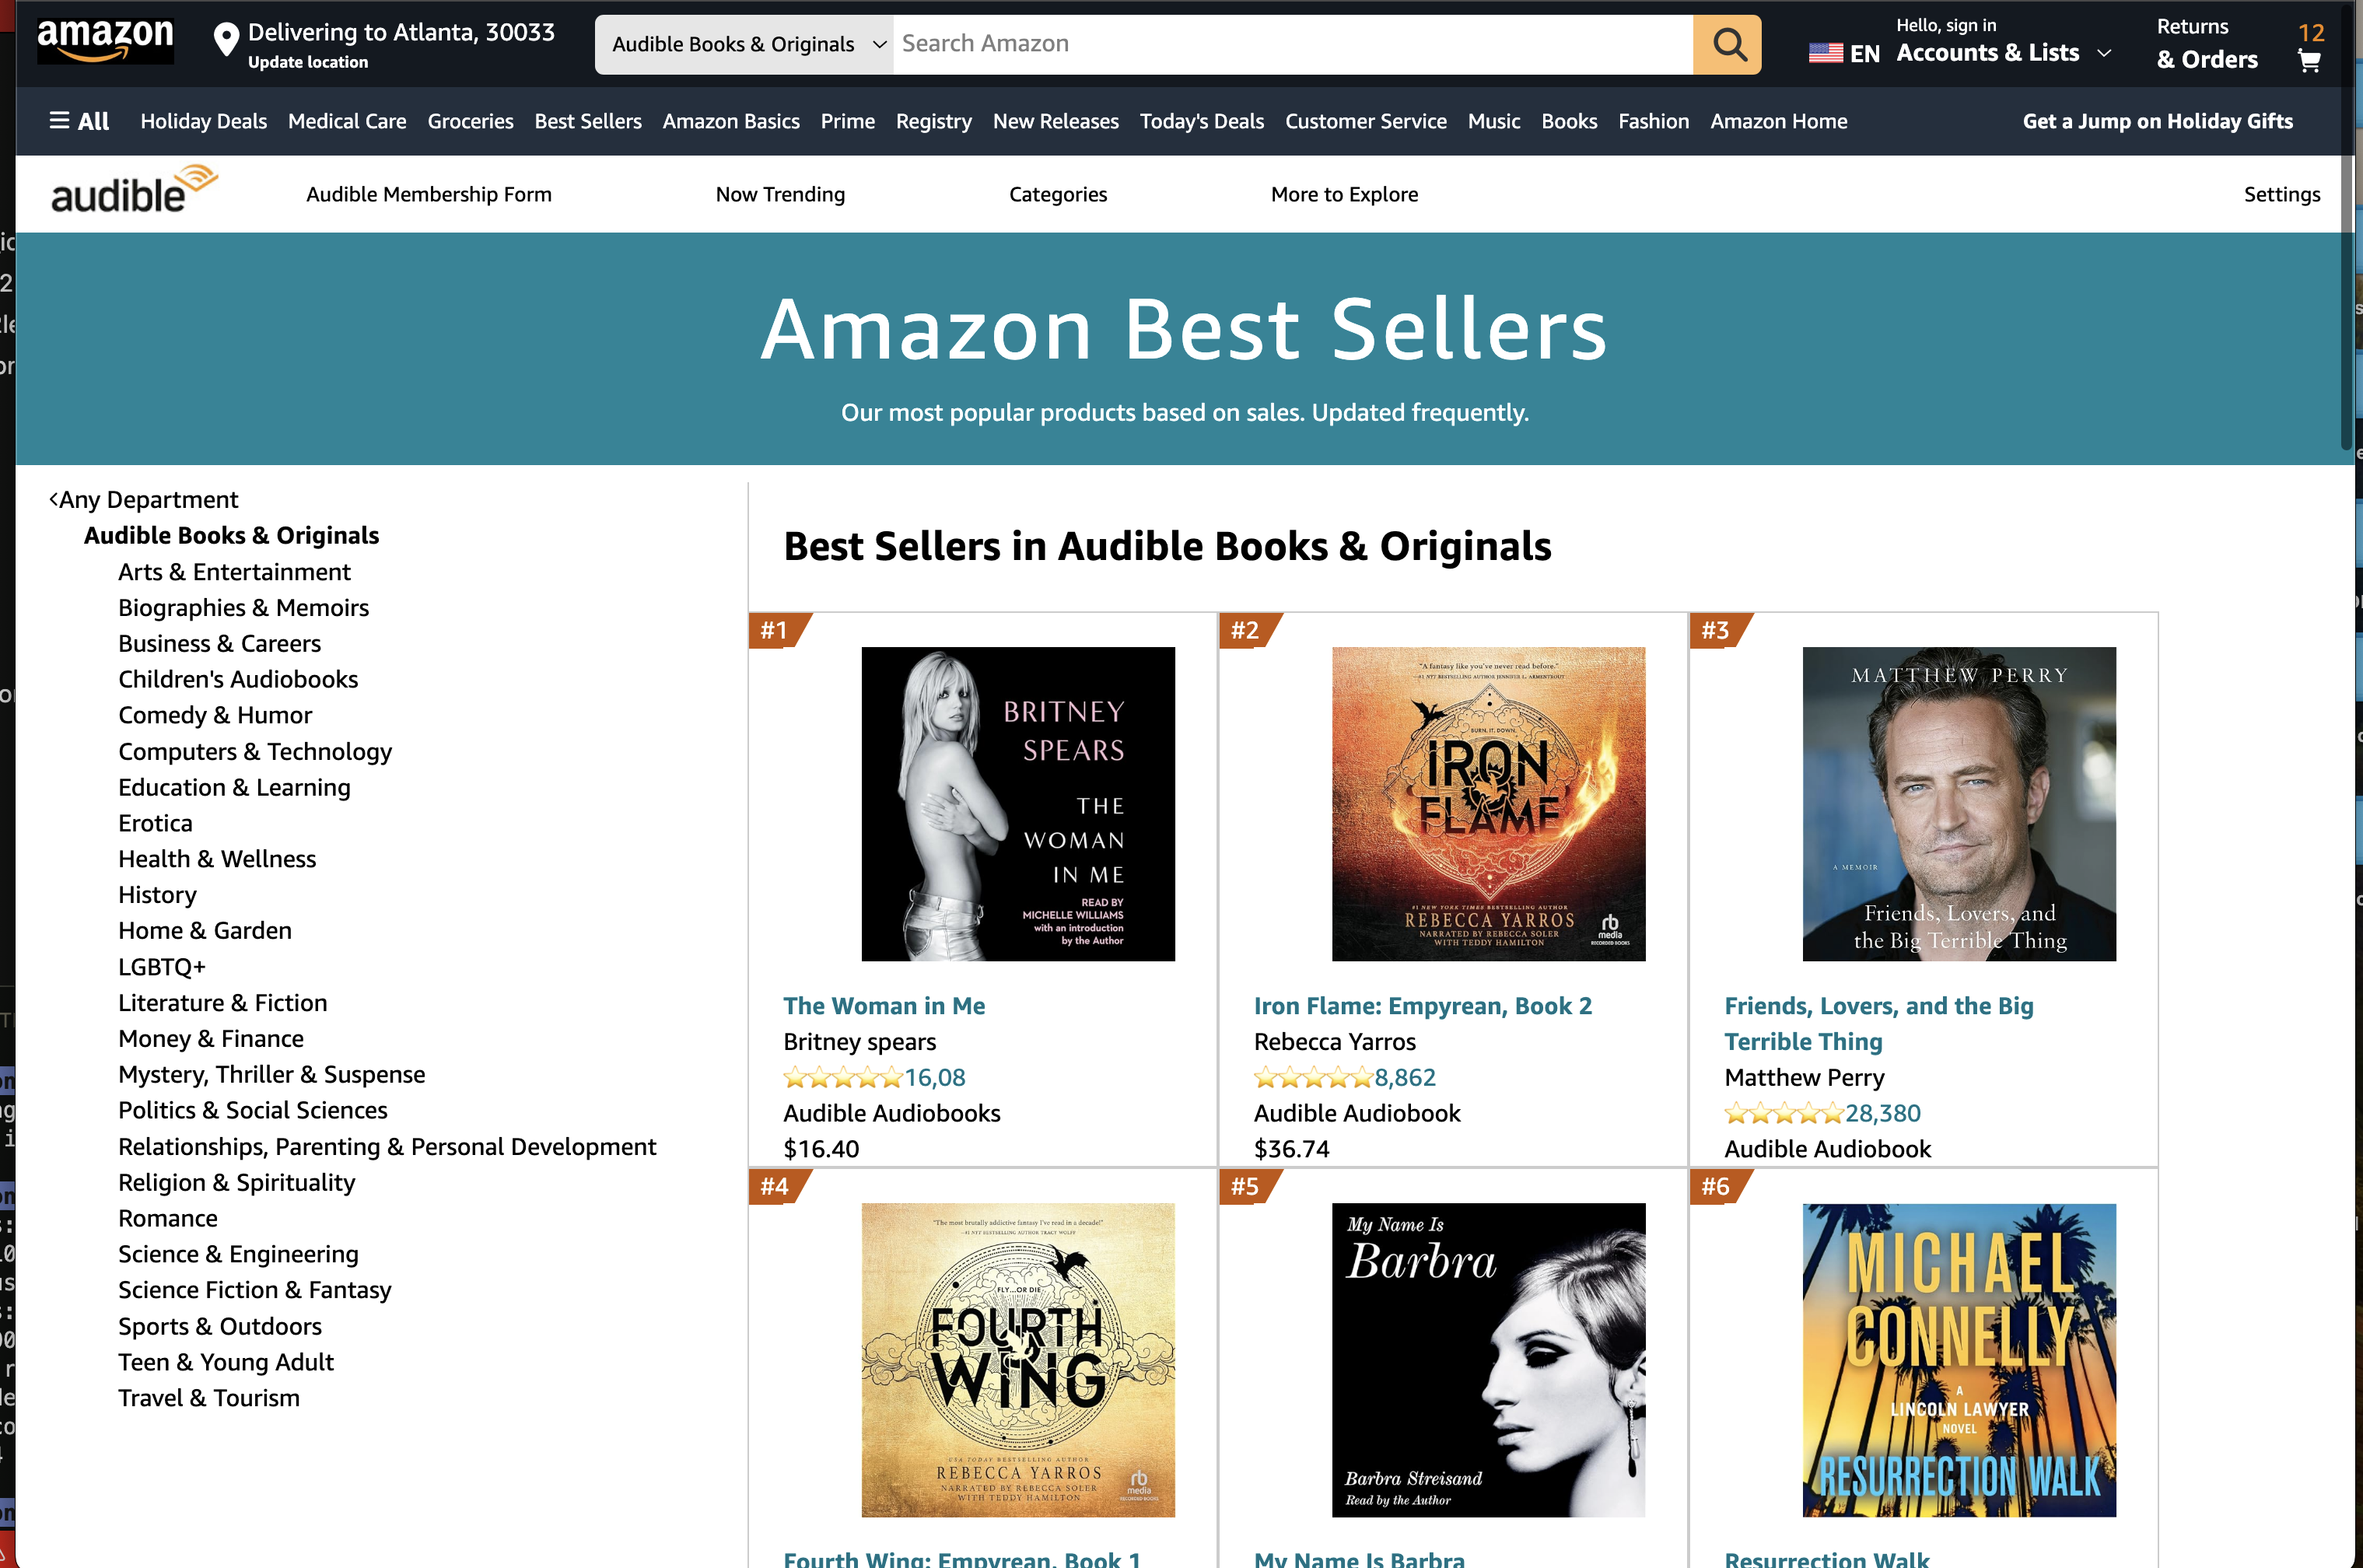 amazon
Delivering to Atlanta, 30033
Update location
Audible Books & Originals
Search Amazon
EN
Hello, sign in
Accounts & Lists
Returns
& Orders
12
All
Holiday Deals
Medical Care
Groceries
Best Sellers
Amazon Basics
Prime
Registry
New Releases
Today's Deals
Customer Service
Music
Books
Fashion
Amazon Home
Get a Jump on Holiday Gifts
audible
Audible Membership Form
Now Trending
Categories
More to Explore
Settings
Amazon Best Sellers
Our most popular products based on sales. Updated frequently.
<Any Department
Audible Books & Originals
Arts & Entertainment
Biographies & Memoirs
Business & Careers
Children's Audiobooks
Comedy & Humor
Computers & Technology
Education & Learning
Erotica
Health & Wellness
History
Home & Garden
LGBTQ+
Literature & Fiction
Money & Finance
Mystery, Thriller & Suspense
Politics & Social Sciences
Relationships, Parenting & Personal Development
Religion & Spirituality
Romance
Science & Engineering
Science Fiction & Fantasy
Sports & Outdoors
Teen & Young Adult
Travel & Tourism
Best Sellers in Audible Books & Originals
#1
BRITNEY
SPEARS
THE
WOMAN
IN ME
READ BY
MICHELLE WILLIAMS
with an introduction
by the Author
The Woman in Me
Britney spears
16,08
Audible Audiobooks
$16.40
#2
"A fantasy like you've never read before."
#1 NYT BESTSELLING AUTHOR JENNIFER L. ARMENTROUT
BURN. IT. DOWN.
IRON
FLAME
#1 NEW YORK TIMES BESTSELLING AUTHOR
REBECCA YARROS
NARRATED BY REBECCA SOLER
WITH TEDDY HAMILTON
rb
media
RECORDED BOOKS
Iron Flame: Empyrean, Book 2
Rebecca Yarros
8,862
Audible Audiobook
$36.74
#3
MATTHEW PERRY
A MEMOIR
Friends, Lovers, and
the Big Terrible Thing
Friends, Lovers, and the Big
Terrible Thing
Matthew Perry
28,380
Audible Audiobook
#4
"The most brutally addictive fantasy I've read in a decade!"
#1 NYT BESTSELLING AUTHOR TRACY WOLFF
FLY...OR DIE
FOURTH
WING
USA TODAY BESTSELLING AUTHOR
REBECCA YARROS
NARRATED BY REBECCA SOLER
WITH TEDDY HAMILTON
rb
media
RECORDED BOOKS
Fourth Wing: Empyrean, Book 1
#5
My Name Is
Barbra
Barbra Streisand
Read by the Author
My Name Is Barbra
#6
MICHAEL
CONNELLY
A
LINCOLN LAWYER
NOVEL
RESURRECTION WALK
Resurrection Walk